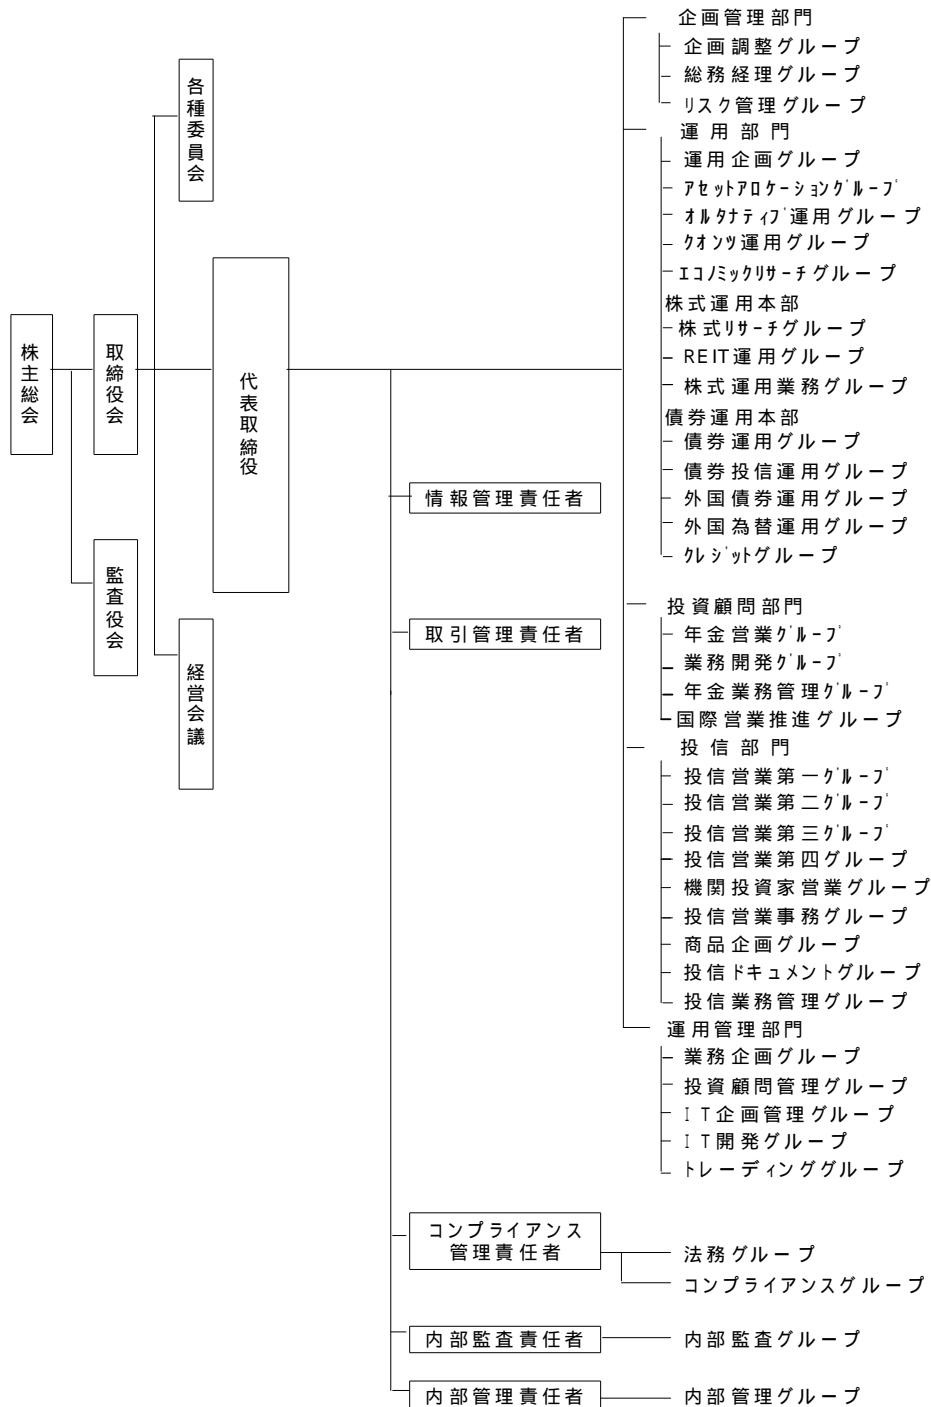 株主総会
取締役会
監査役会
各種委員会
代表取締役
経営会議
情報管理責任者
取引管理責任者
コンプライアンス
管理責任者
内部監査責任者
内部管理責任者
企画管理部門
企画調整グループ
総務経理グループ
リスク管理グループ
運用部門
運用企画グループ
アセットアロケーショングループ
オルタナティブ運用グループ
クオンツ運用グループ
エコノミックリサーチグループ
株式運用本部
株式リサーチグループ
REIT運用グループ
株式運用業務グループ
債券運用本部
債券運用グループ
債券投信運用グループ
外国債券運用グループ
外国為替運用グループ
クレジットグループ
投資顧問部門
年金営業グループ
業務開発グループ
年金業務管理グループ
国際営業推進グループ
投信部門
投信営業第一グループ
投信営業第二グループ
投信営業第三グループ
投信営業第四グループ
機関投資家営業グループ
投信営業事務グループ
商品企画グループ
投信ドキュメントグループ
投信業務管理グループ
運用管理部門
業務企画グループ
投資顧問管理グループ
IT企画管理グループ
IT開発グループ
トレーディンググループ
法務グループ
コンプライアンスグループ
内部監査グループ
内部管理グループ